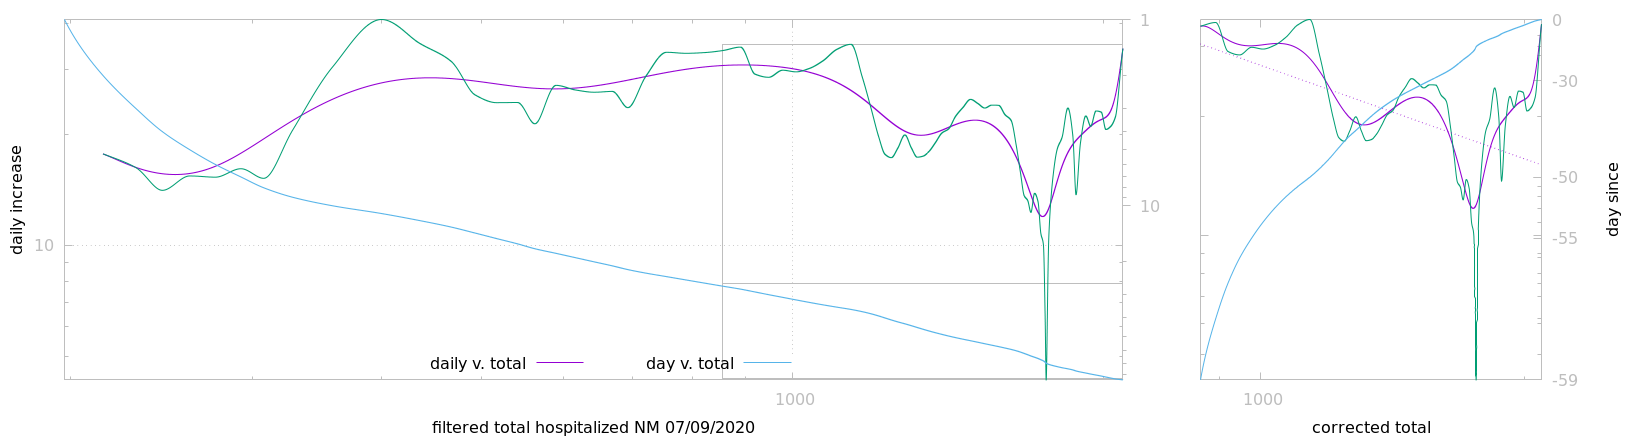 1
0
10
-30
-50
-55
10
daily increase
day since
daily v. total
day v. total
-59
1000
1000
filtered total hospitalized NM 07/09/2020
corrected total